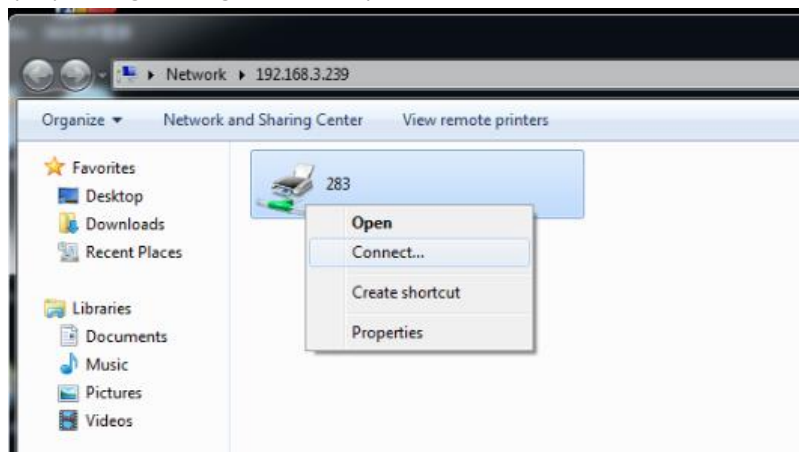 Network ▸ 192.168.3.239
Organize ▾ Network and Sharing Center View remote printers
Favorites
Desktop
Downloads
Recent Places
Libraries
Documents
Music
Pictures
Videos
283
Open
Connect...
Create shortcut
Properties